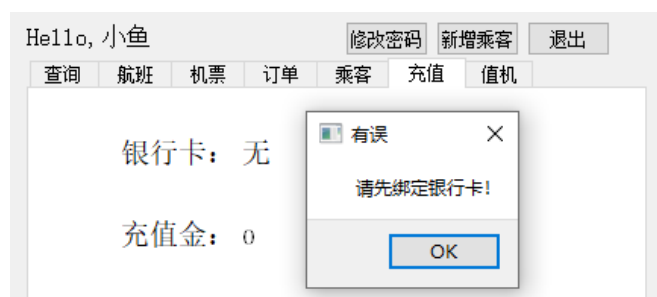 Hello, 小鱼 修改密码 新增乘客 退出
查询 航班 机票 订单 乘客 充值 值机
有误
银行卡： 无
请先绑定银行卡!
充值金： 0
OK